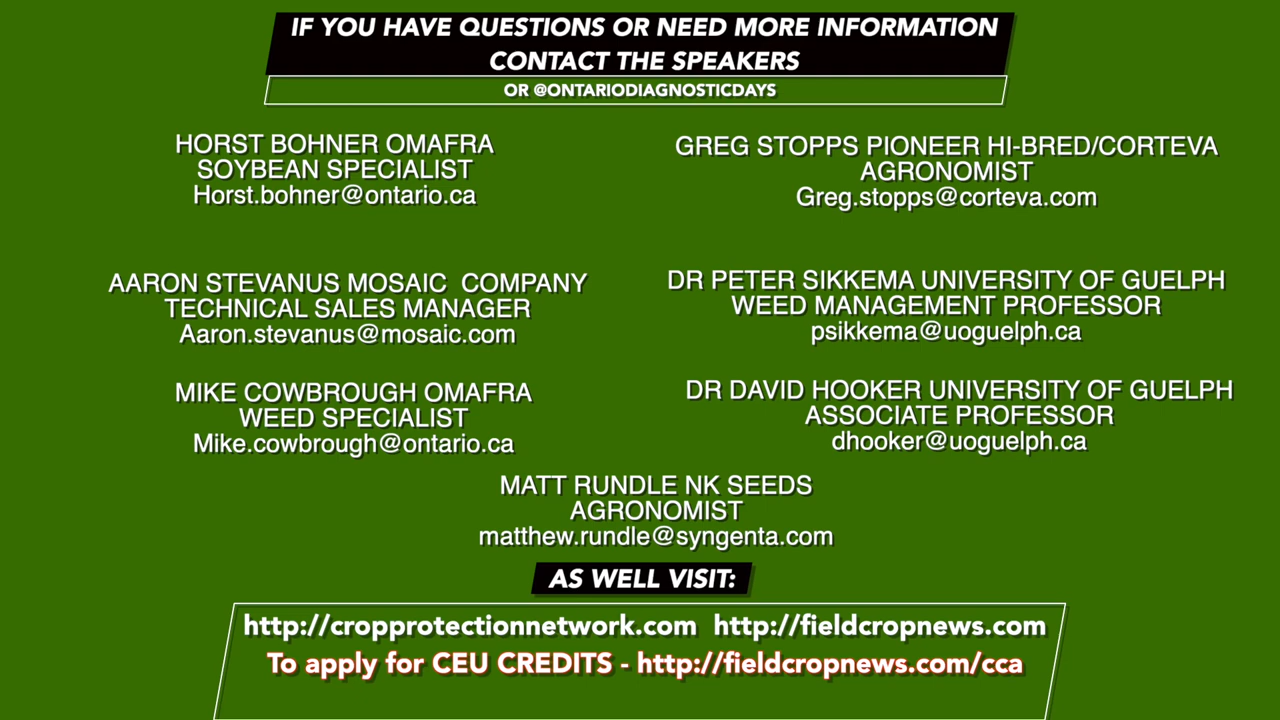 IF YOU HAVE QUESTIONS OR NEED MORE INFORMATION
CONTACT THE SPEAKERS
OR @ONTARIODIAGNOSTICDAYS
HORST BOHNER OMAFRA
SOYBEAN SPECIALIST
Horst.bohner@ontario.ca
GREG STOPPS PIONEER HI-BRED/CORTEVA
AGRONOMIST
Greg.stopps@corteva.com
AARON STEVANUS MOSAIC  COMPANY
TECHNICAL SALES MANAGER
Aaron.stevanus@mosaic.com
DR PETER SIKKEMA UNIVERSITY OF GUELPH
WEED MANAGEMENT PROFESSOR
psikkema@uoguelph.ca
MIKE COWBROUGH OMAFRA
WEED SPECIALIST
Mike.cowbrough@ontario.ca
DR DAVID HOOKER UNIVERSITY OF GUELPH
ASSOCIATE PROFESSOR
dhooker@uoguelph.ca
MATT RUNDLE NK SEEDS
AGRONOMIST
matthew.rundle@syngenta.com
AS WELL VISIT:
http://cropprotectionnetwork.com  http://fieldcropnews.com
To apply for CEU CREDITS - http://fieldcropnews.com/cca